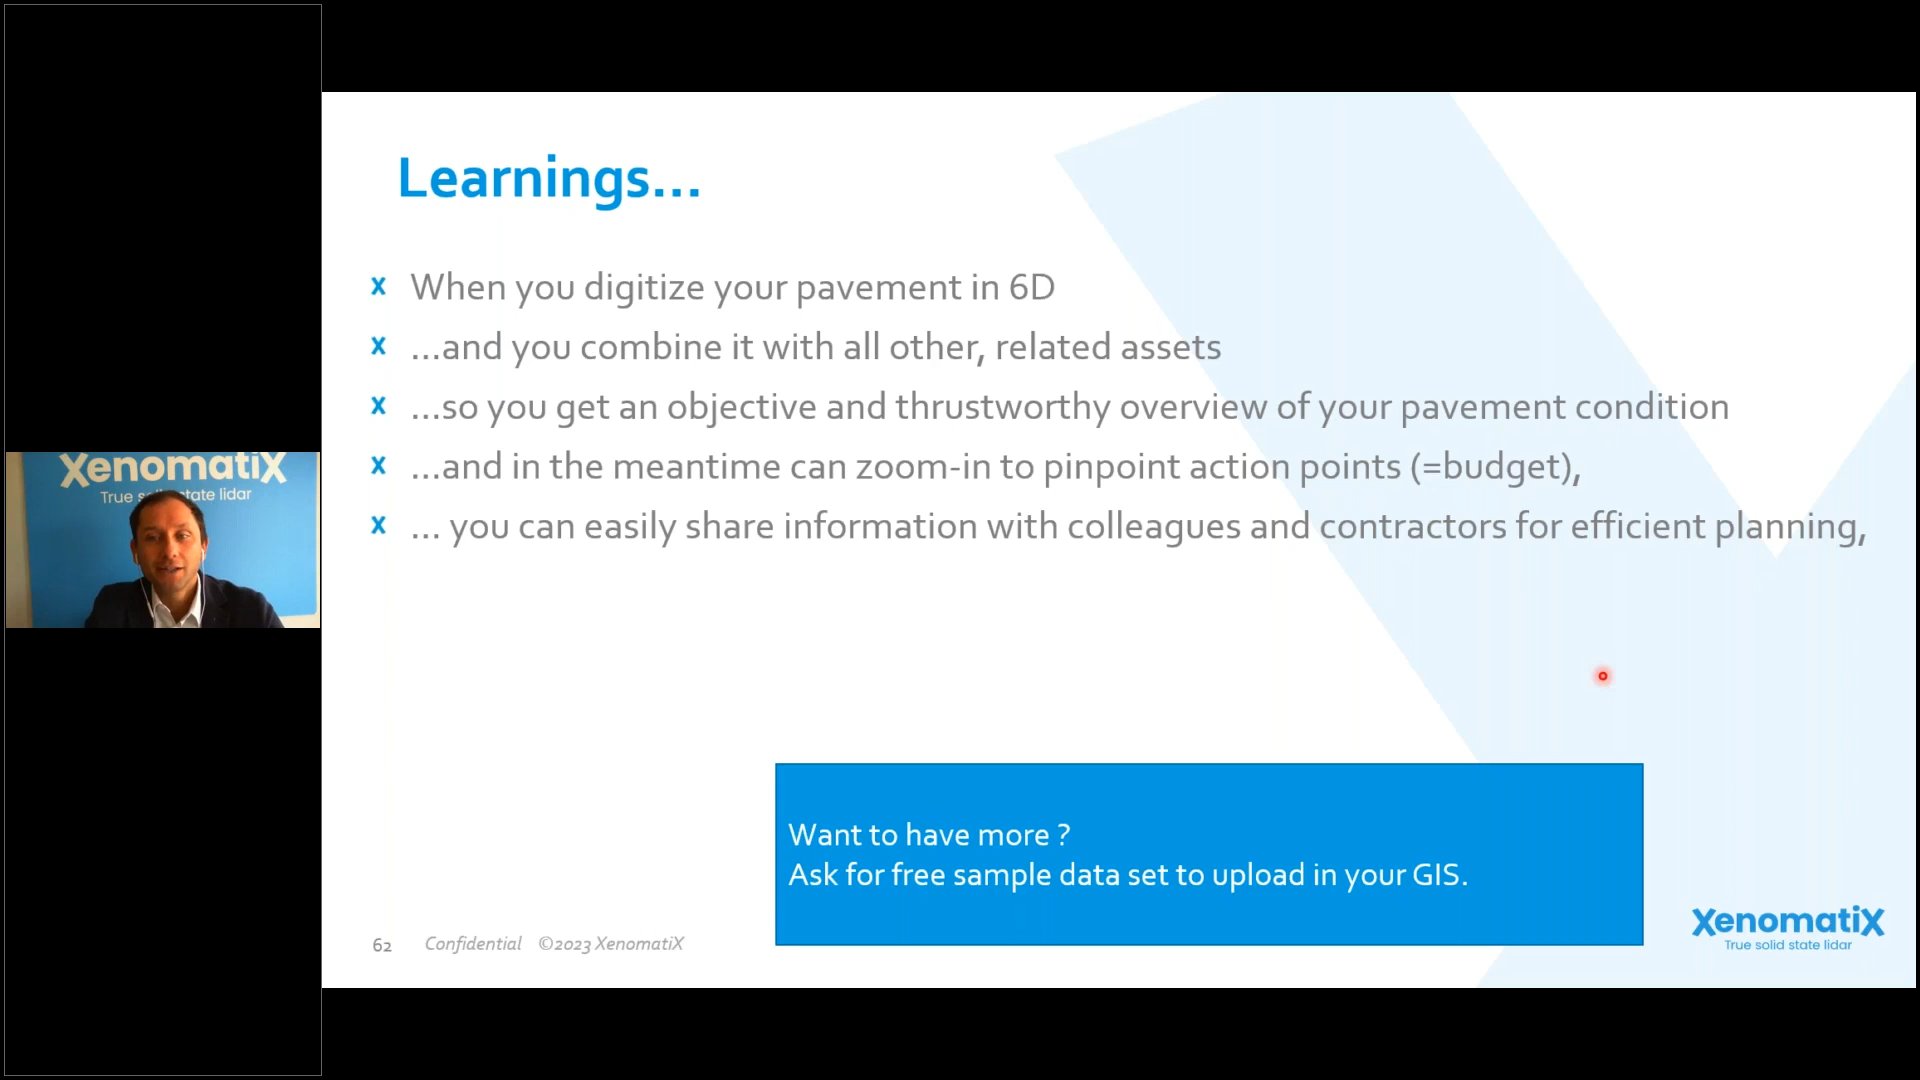 Learnings...
x When you digitize your pavement in 6D
x ...and you combine it with all other, related assets
x ...so you get an objective and thrustworthy overview of your pavement condition
x ...and in the meantime can zoom-in to pinpoint action points (=budget),
x ... you can easily share information with colleagues and contractors for efficient planning,
XenomatiX
True solid state lidar
Want to have more ?
Ask for free sample data set to upload in your GIS.
62 Confidential ©2023 XenomatiX
XenomatiX
True solid state lidar